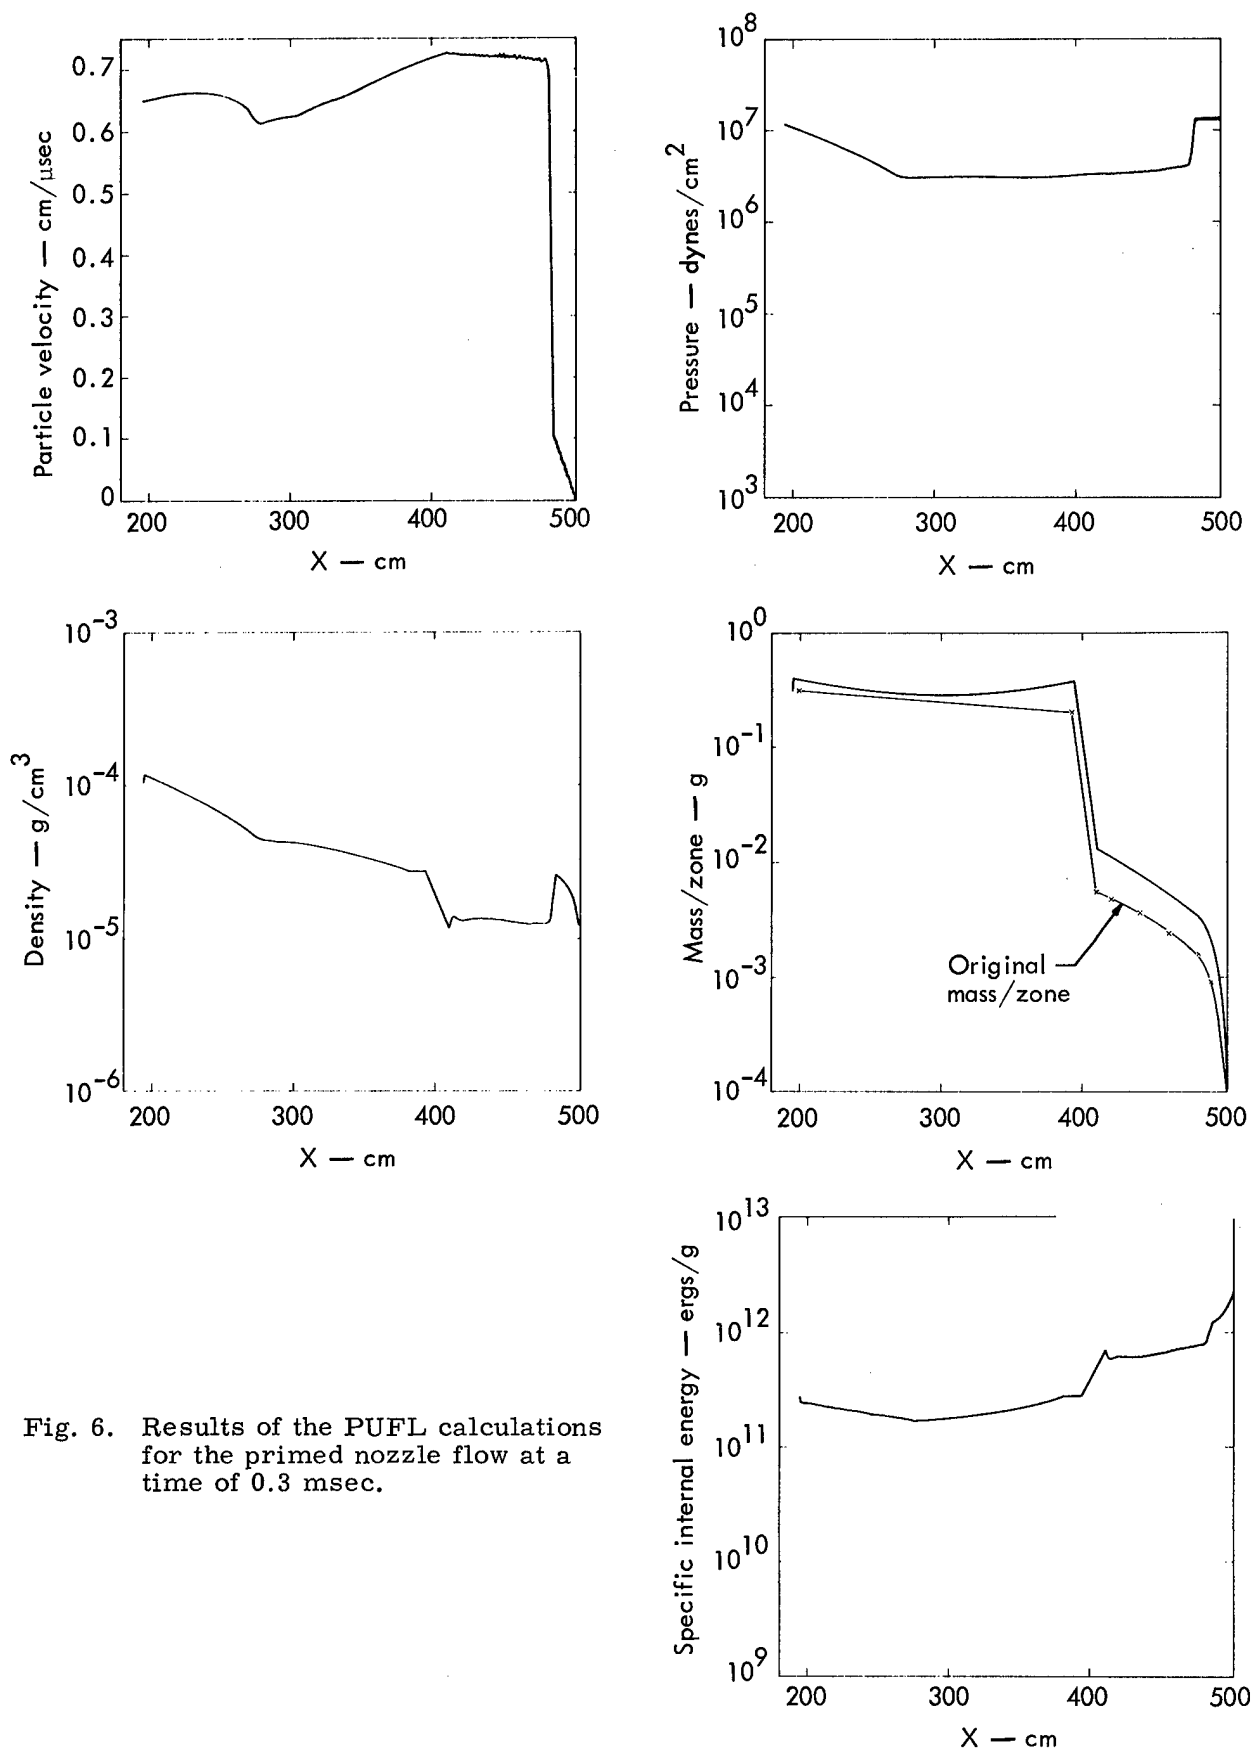 0.7
0.6
0.5
0.4
0.3
0.2
0.1
0
Particle velocity — cm/μsec
200 300 400 500
X — cm
10^8
10^7
10^6
10^5
10^4
10^3
Pressure — dynes/cm^2
200 300 400 500
X — cm
10^-3
10^-4
10^-5
10^-6
Density — g/cm^3
200 300 400 500
X — cm
10^0
10^-1
10^-2
10^-3
10^-4
Mass/zone — g
Original
mass/zone
200 300 400 500
X — cm
10^13
10^12
10^11
10^10
10^9
Specific internal energy — ergs/g
200 300 400 500
X — cm
Fig. 6. Results of the PUFL calculations
for the primed nozzle flow at a
time of 0.3 msec.